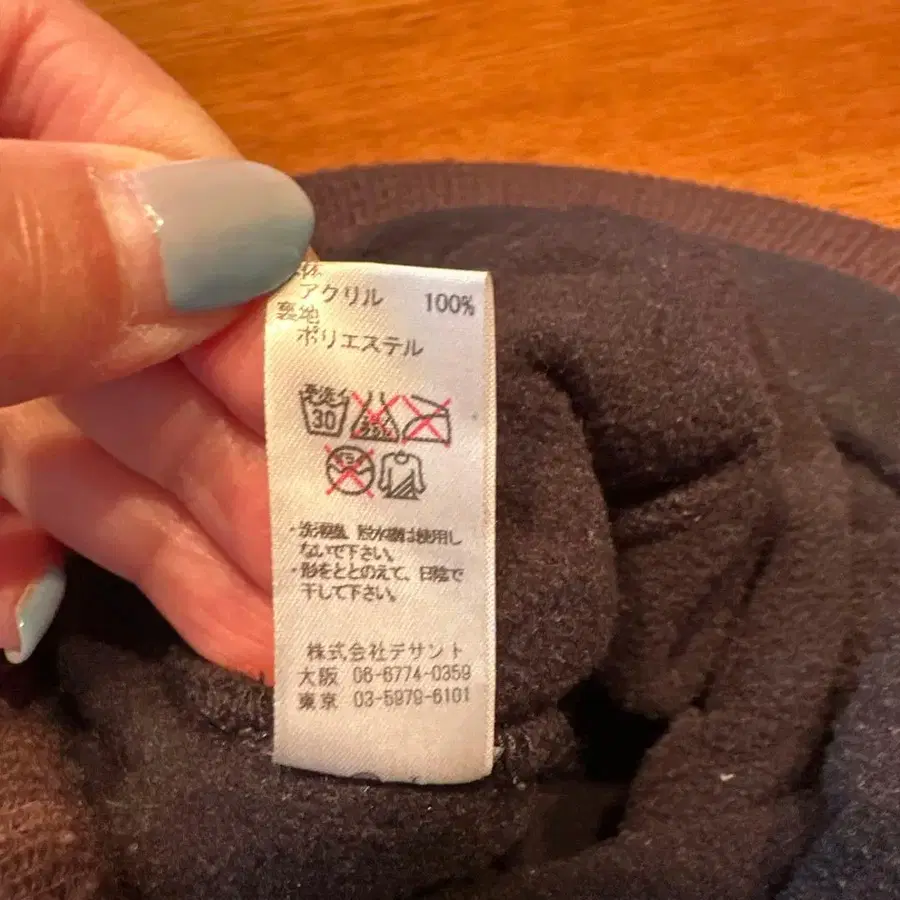 アクリル 100%
裏地
ポリエステル
手洗イ
30
・洗濯機、脱水機は使用し
ないで下さい。
・形をととのえて、日陰で
干して下さい。
株式会社デサント
大阪 06-6774-0359
東京 03-5979-6101